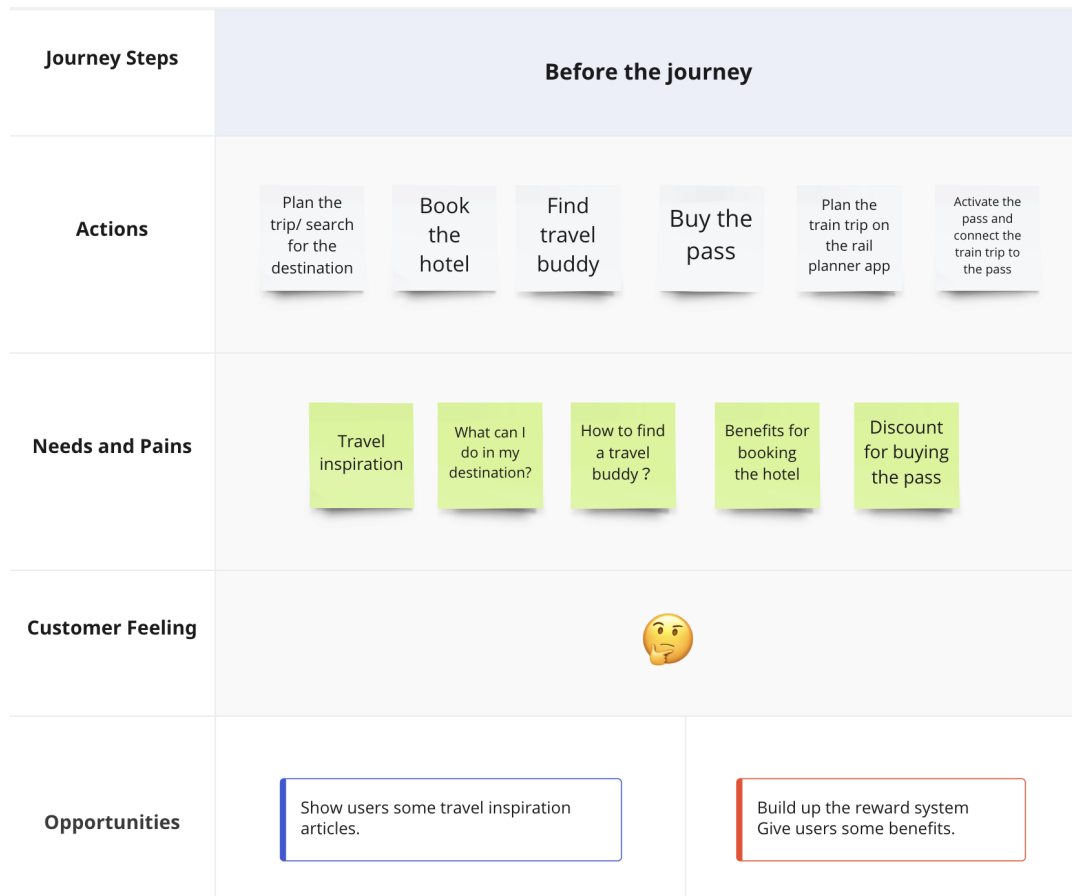 Journey Steps
Before the journey
Actions
Plan the
trip/ search
for the
destination
Book
the
hotel
Find
travel
buddy
Buy the
pass
Plan the
train trip on
the rail
planner app
Activate the
pass and
connect the
train trip to
the pass
Needs and Pains
Travel
inspiration
What can I
do in my
destination?
How to find
a travel
buddy ?
Benefits for
booking
the hotel
Discount
for buying
the pass
Customer Feeling
Opportunities
Show users some travel inspiration
articles.
Build up the reward system
Give users some benefits.